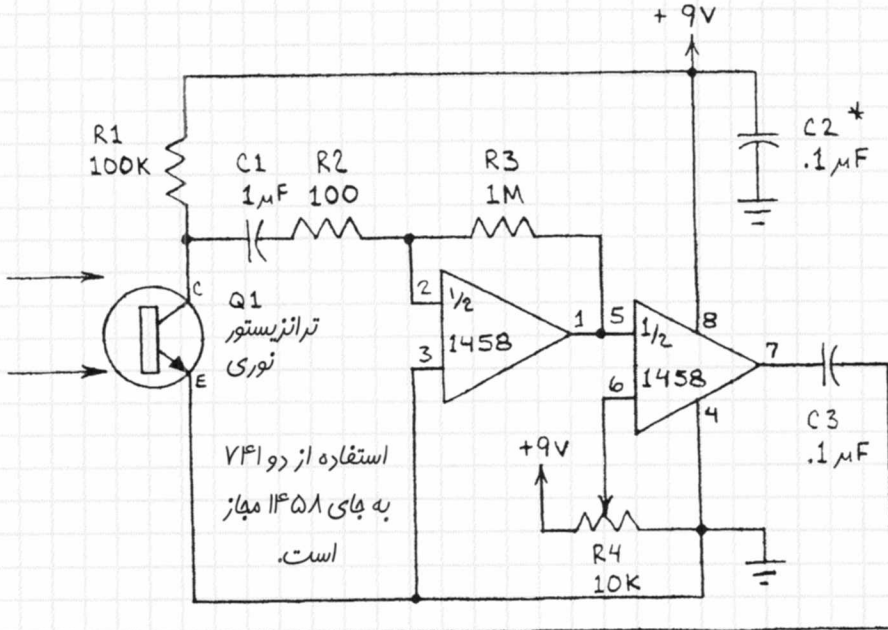 +9V
R1
100K
C1
1μF
R2
100
R3
1M
C2 *
.1μF
C
Q1
ترانزیستور
نوری
E
2
1/2
1458
3
1
5
1/2
1458
6
8
7
4
C3
.1μF
+9V
R4
10K
استفاده از دو ۷۴۱
به جای ۱۴۵۸ مجاز
است.